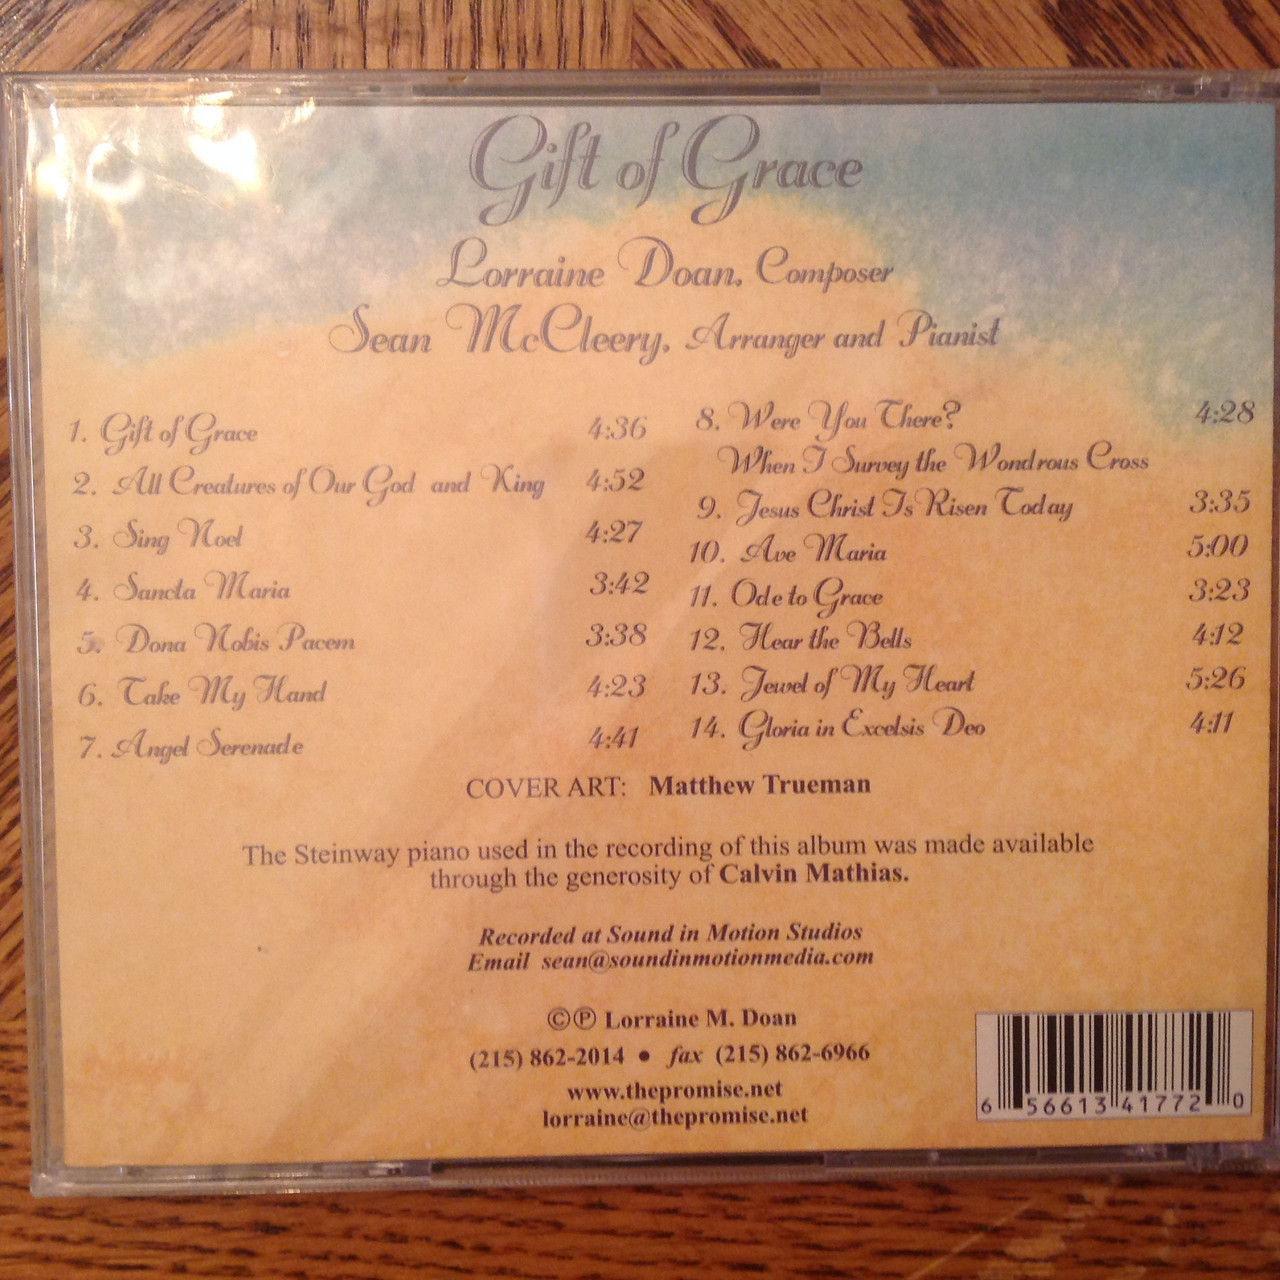 Gift of Grace
Lorraine Doan, Composer
Sean McCleery, Arranger and Pianist
1. Gift of Grace 4:36
2. All Creatures of Our God and King 4:52
3. Sing Noel 4:27
4. Sancta Maria 3:42
5. Dona Nobis Pacem 3:38
6. Take My Hand 4:23
7. Angel Serenade 4:41
8. Were You There? 4:28
When I Survey the Wondrous Cross
9. Jesus Christ Is Risen Today 3:35
10. Ave Maria 5:00
11. Ode to Grace 3:23
12. Hear the Bells 4:12
13. Jewel of My Heart 5:26
14. Gloria in Excelsis Deo 4:11
COVER ART: Matthew Trueman
The Steinway piano used in the recording of this album was made available
through the generosity of Calvin Mathias.
Recorded at Sound in Motion Studios
Email sean@soundinmotionmedia.com
©℗ Lorraine M. Doan
(215) 862-2014 • fax (215) 862-6966
www.thepromise.net
lorraine@thepromise.net
6 56613 41772 0